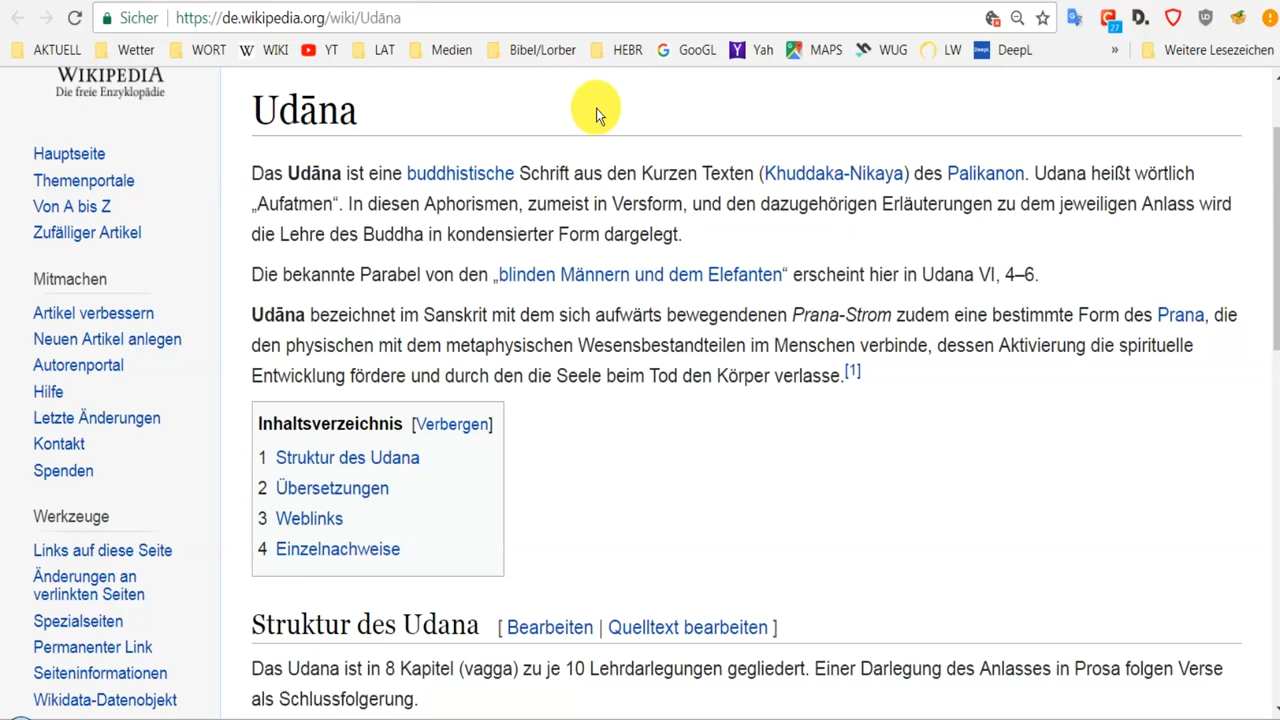 Sicher
https://de.wikipedia.org/wiki/Udāna
27
D.
AKTUELL
Wetter
WORT
WIKI
YT
LAT
Medien
Bibel/Lorber
HEBR
GooGL
Yah
MAPS
WUG
LW
DeepL
»
Weitere Lesezeichen
WIKIPEDIA
Die freie Enzyklopädie
Hauptseite
Themenportale
Von A bis Z
Zufälliger Artikel
Mitmachen
Artikel verbessern
Neuen Artikel anlegen
Autorenportal
Hilfe
Letzte Änderungen
Kontakt
Spenden
Werkzeuge
Links auf diese Seite
Änderungen an
verlinkten Seiten
Spezialseiten
Permanenter Link
Seiteninformationen
Wikidata-Datenobjekt
Udāna
Das Udāna ist eine buddhistische Schrift aus den Kurzen Texten (Khuddaka-Nikaya) des Palikanon. Udana heißt wörtlich
„Aufatmen“. In diesen Aphorismen, zumeist in Versform, und den dazugehörigen Erläuterungen zu dem jeweiligen Anlass wird
die Lehre des Buddha in kondensierter Form dargelegt.
Die bekannte Parabel von den „blinden Männern und dem Elefanten“ erscheint hier in Udana VI, 4–6.
Udāna bezeichnet im Sanskrit mit dem sich aufwärts bewegendenen Prana-Strom zudem eine bestimmte Form des Prana, die
den physischen mit dem metaphysischen Wesensbestandteilen im Menschen verbinde, dessen Aktivierung die spirituelle
Entwicklung fördere und durch den die Seele beim Tod den Körper verlasse.[1]
Inhaltsverzeichnis [Verbergen]
1 Struktur des Udana
2 Übersetzungen
3 Weblinks
4 Einzelnachweise
Struktur des Udana [ Bearbeiten | Quelltext bearbeiten ]
Das Udana ist in 8 Kapitel (vagga) zu je 10 Lehrdarlegungen gegliedert. Einer Darlegung des Anlasses in Prosa folgen Verse
als Schlussfolgerung.